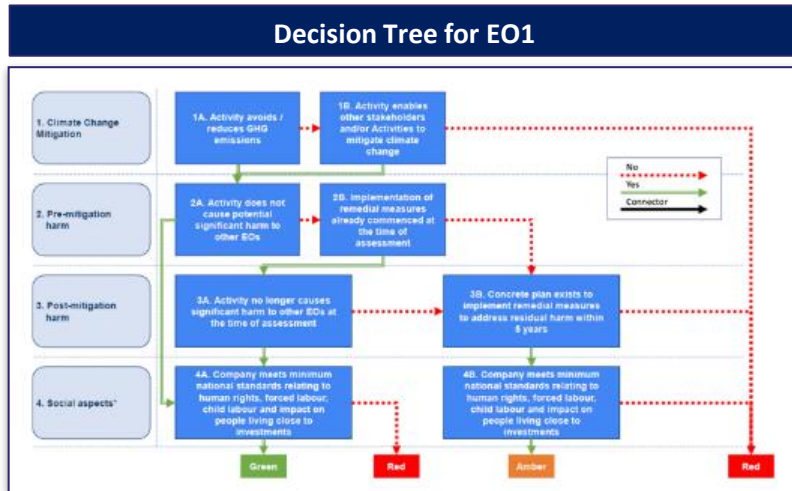 Decision Tree for EO1
1. Climate Change
Mitigation
1A. Activity avoids /
reduces GHG
emissions
1B. Activity enables
other stakeholders
and/or Activities to
mitigate climate
change
No
Yes
Connector
2. Pre-mitigation
harm
2A. Activity does not
cause potential
significant harm to
other EOs
2B. Implementation of
remedial measures
already commenced at
the time of
assessment
3. Post-mitigation
harm
3A. Activity no longer causes
significant harm to other EOs at
the time of assessment
3B. Concrete plan exists to
implement remedial measures
to address residual harm within
5 years
4. Social aspects*
4A. Company meets minimum
national standards relating to
human rights, forced labour,
child labour and impact on
people living close to
investments
4B. Company meets minimum
national standards relating to
human rights, forced labour,
child labour and impact on
people living close to
investments
Green
Red
Amber
Red